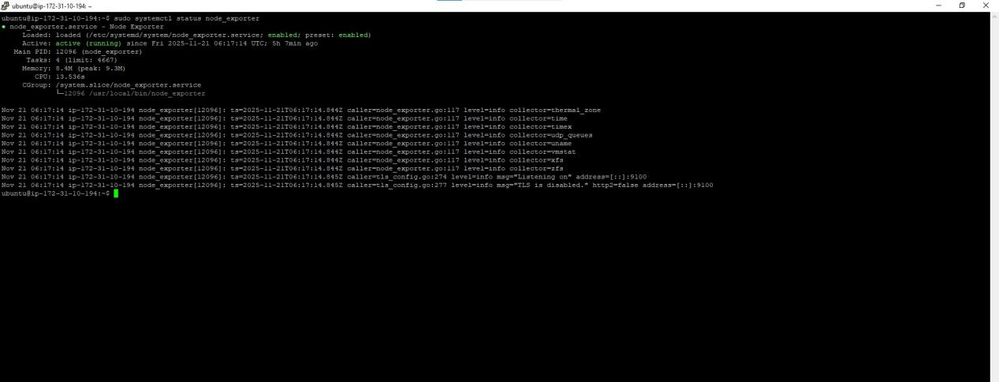 ubuntu@ip-172-31-10-194: ~
ubuntu@ip-172-31-10-194:~$ sudo systemctl status node_exporter
● node_exporter.service - Node Exporter
Loaded: loaded (/etc/systemd/system/node_exporter.service; enabled; preset: enabled)
Active: active (running) since Fri 2025-11-21 06:17:14 UTC; 5h 7min ago
Main PID: 12096 (node_exporter)
Tasks: 4 (limit: 4667)
Memory: 8.4M (peak: 9.3M)
CPU: 13.536s
CGroup: /system.slice/node_exporter.service
└─12096 /usr/local/bin/node_exporter
Nov 21 06:17:14 ip-172-31-10-194 node_exporter[12096]: ts=2025-11-21T06:17:14.844Z caller=node_exporter.go:117 level=info collector=thermal_zone
Nov 21 06:17:14 ip-172-31-10-194 node_exporter[12096]: ts=2025-11-21T06:17:14.844Z caller=node_exporter.go:117 level=info collector=time
Nov 21 06:17:14 ip-172-31-10-194 node_exporter[12096]: ts=2025-11-21T06:17:14.844Z caller=node_exporter.go:117 level=info collector=timex
Nov 21 06:17:14 ip-172-31-10-194 node_exporter[12096]: ts=2025-11-21T06:17:14.844Z caller=node_exporter.go:117 level=info collector=udp_queues
Nov 21 06:17:14 ip-172-31-10-194 node_exporter[12096]: ts=2025-11-21T06:17:14.844Z caller=node_exporter.go:117 level=info collector=uname
Nov 21 06:17:14 ip-172-31-10-194 node_exporter[12096]: ts=2025-11-21T06:17:14.844Z caller=node_exporter.go:117 level=info collector=vmstat
Nov 21 06:17:14 ip-172-31-10-194 node_exporter[12096]: ts=2025-11-21T06:17:14.844Z caller=node_exporter.go:117 level=info collector=xfs
Nov 21 06:17:14 ip-172-31-10-194 node_exporter[12096]: ts=2025-11-21T06:17:14.844Z caller=node_exporter.go:117 level=info collector=zfs
Nov 21 06:17:14 ip-172-31-10-194 node_exporter[12096]: ts=2025-11-21T06:17:14.845Z caller=tls_config.go:274 level=info msg="Listening on" address=[::]:9100
Nov 21 06:17:14 ip-172-31-10-194 node_exporter[12096]: ts=2025-11-21T06:17:14.845Z caller=tls_config.go:277 level=info msg="TLS is disabled." http2=false address=[::]:9100
ubuntu@ip-172-31-10-194:~$